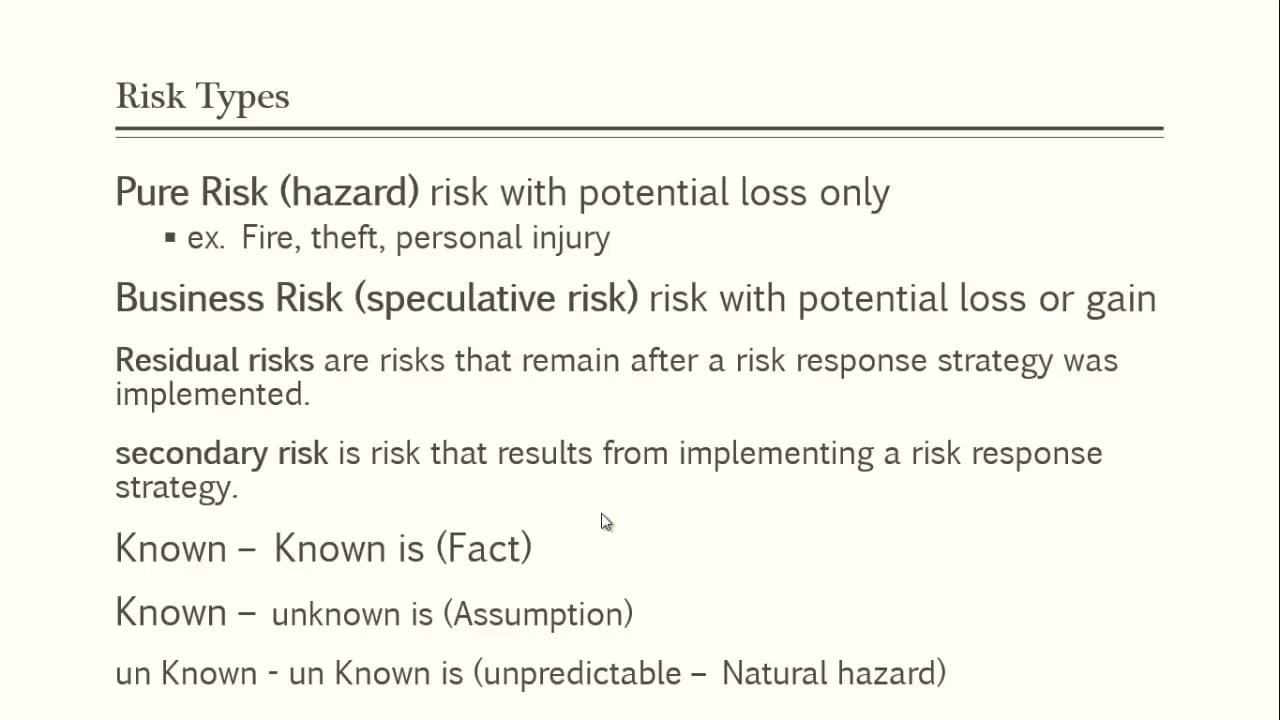 Risk Types
Pure Risk (hazard) risk with potential loss only
▪ ex. Fire, theft, personal injury
Business Risk (speculative risk) risk with potential loss or gain
Residual risks are risks that remain after a risk response strategy was
implemented.
secondary risk is risk that results from implementing a risk response
strategy.
Known – Known is (Fact)
Known – unknown is (Assumption)
un Known - un Known is (unpredictable – Natural hazard)